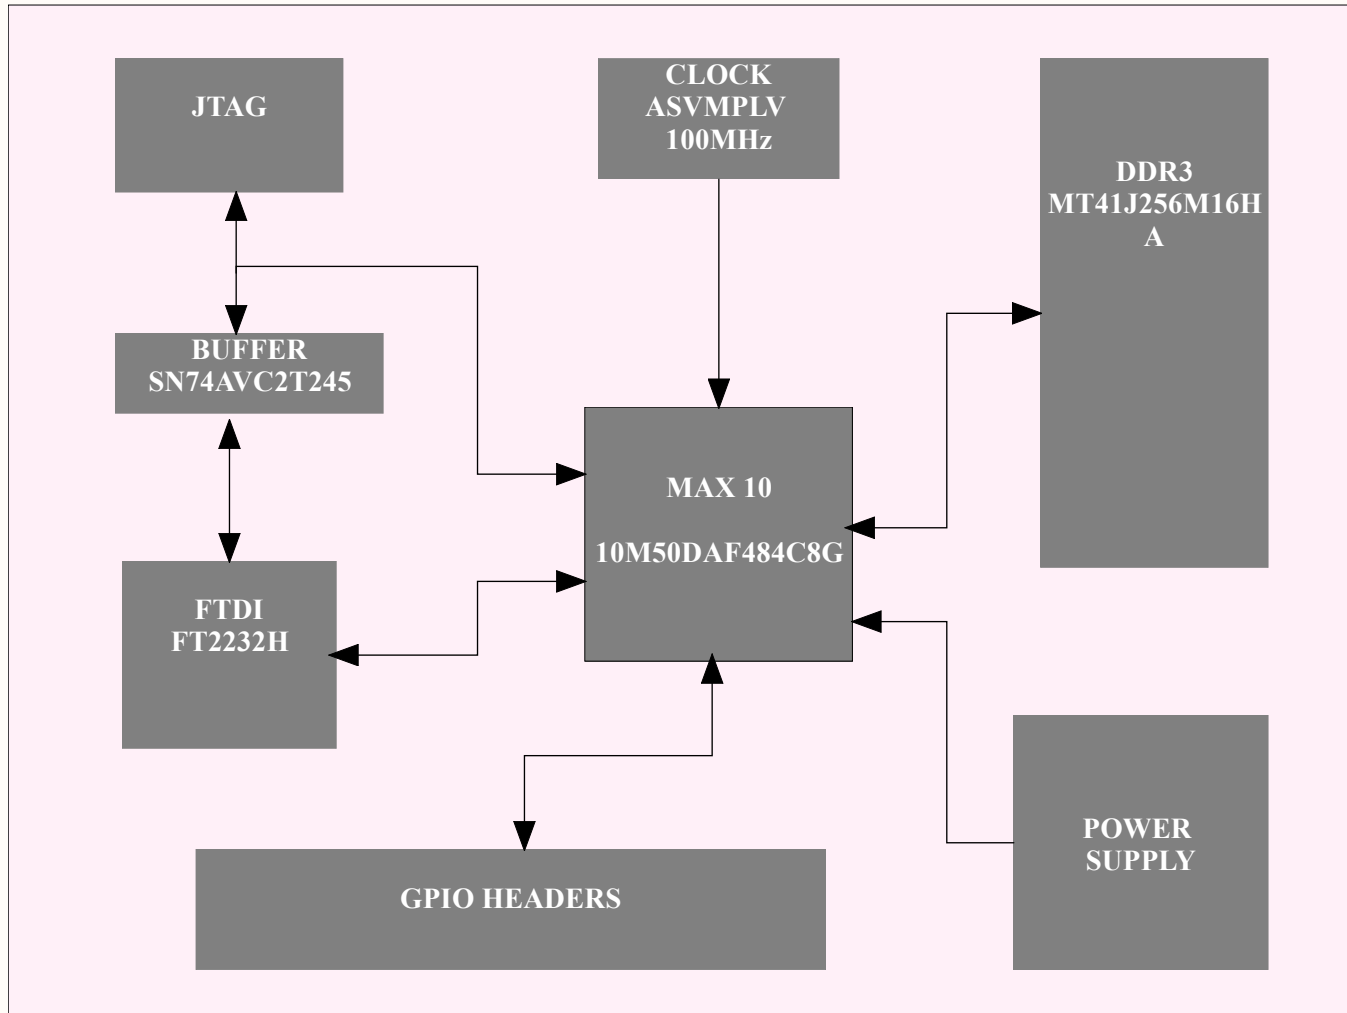 JTAG
CLOCK
ASVMPLV
100MHz
DDR3
MT41J256M16H
A
BUFFER
SN74AVC2T245
MAX 10
10M50DAF484C8G
FTDI
FT2232H
POWER
SUPPLY
GPIO HEADERS